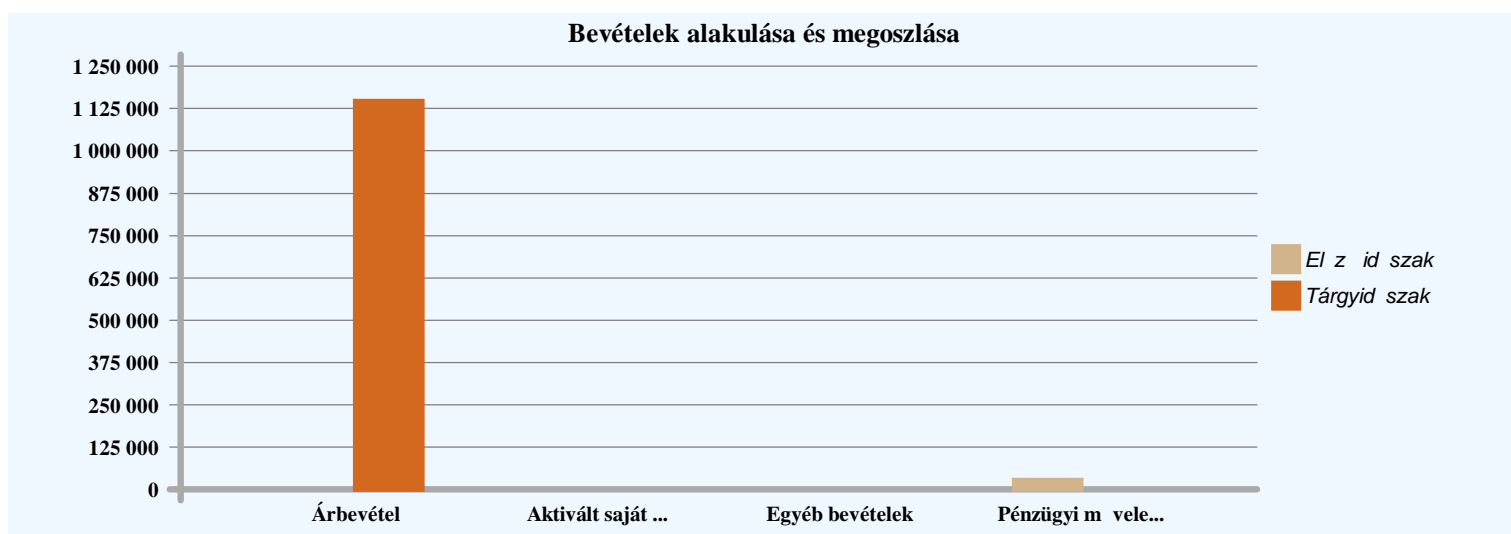 Bevételek alakulása és megoszlása
1 250 000
1 125 000
1 000 000
875 000
750 000
625 000
500 000
375 000
250 000
125 000
0
Árbevétel
Aktivált saját ...
Egyéb bevételek
Pénzügyi m vele...
El z id szak
Tárgyid szak